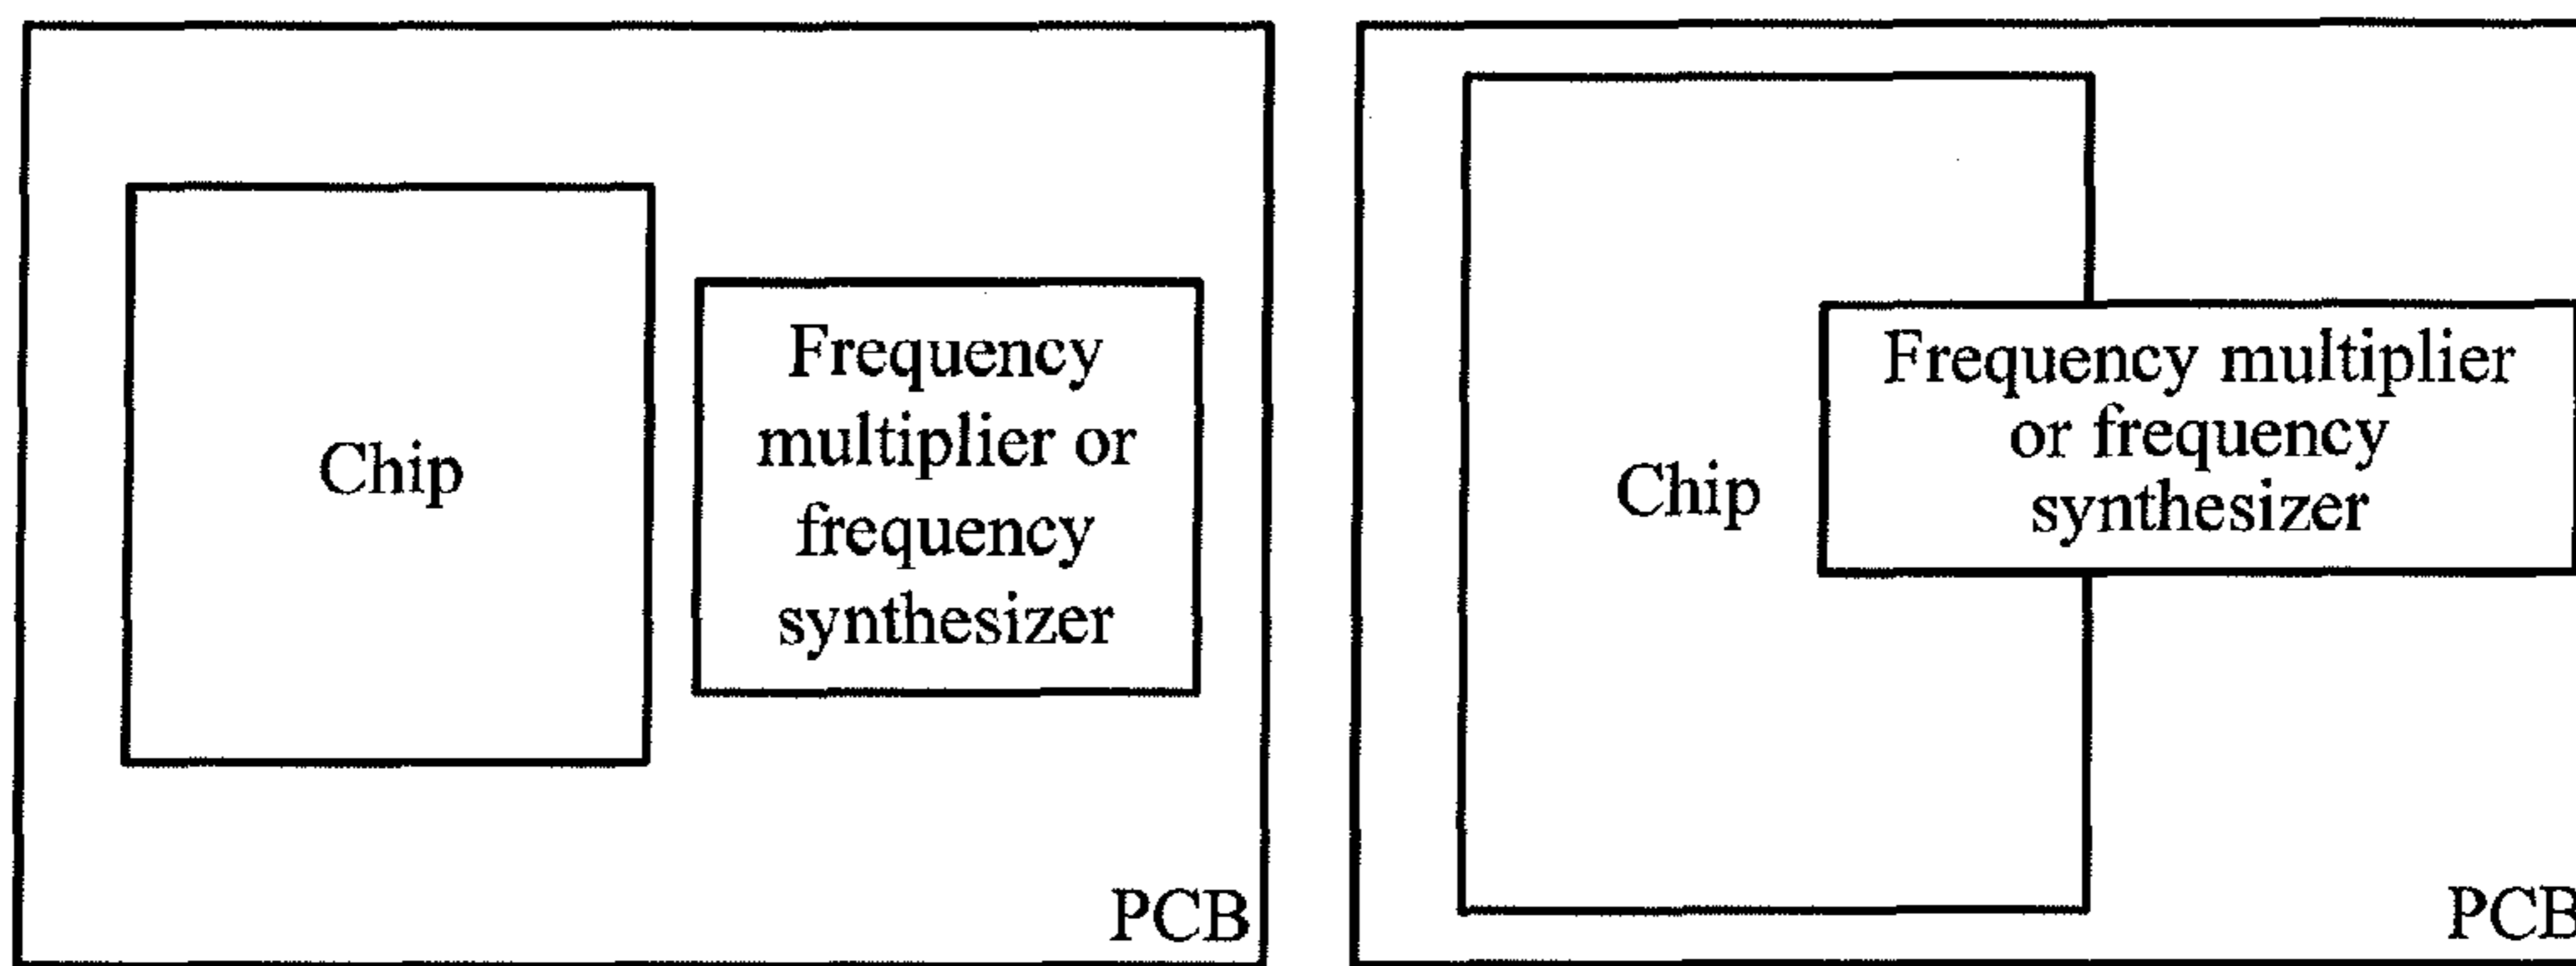 Chip
Frequency
multiplier or
frequency
synthesizer
PCB
Chip
Frequency multiplier
or frequency
synthesizer
PCB